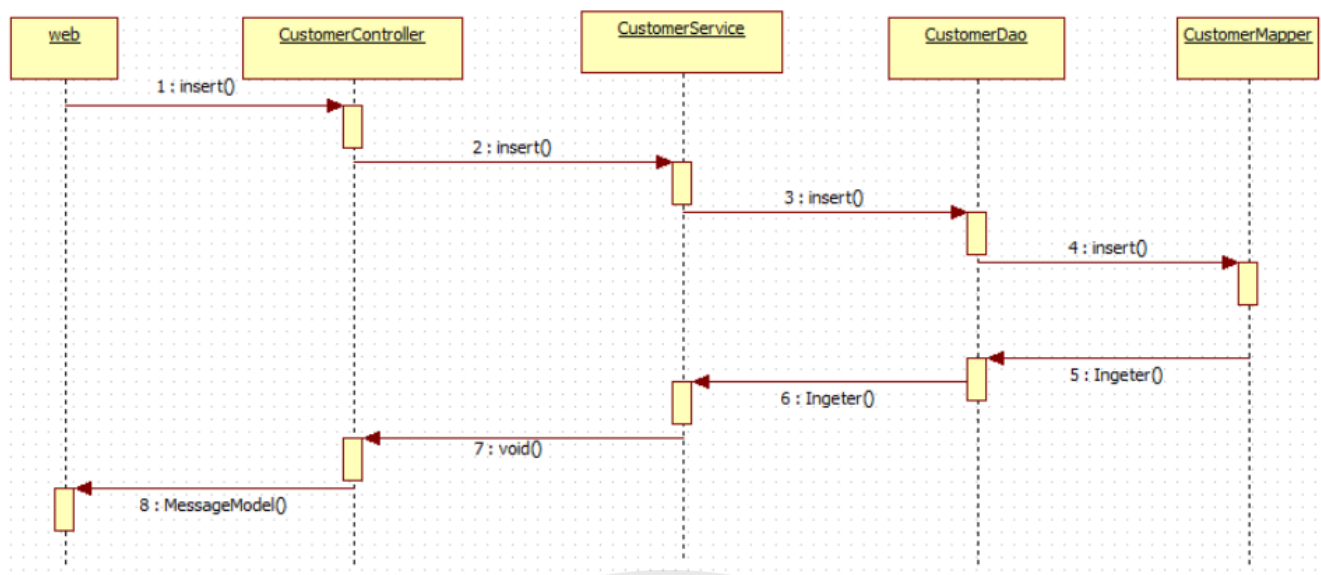 web
CustomerController
CustomerService
CustomerDao
CustomerMapper
1 : insert()
2 : insert()
3 : insert()
4 : insert()
5 : Ingeter()
6 : Ingeter()
7 : void()
8 : MessageModel()